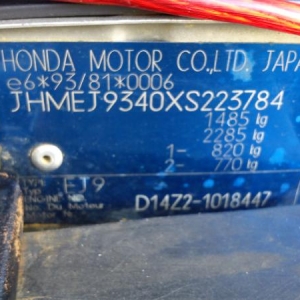 HONDA MOTOR CO.,LTD. JAPA
e6*93/81*0006
JHMEJ9340XS223784
1485 kg
2285 kg
1- 820 kg
2- 770 kg
EJ9
D14Z2-1018447